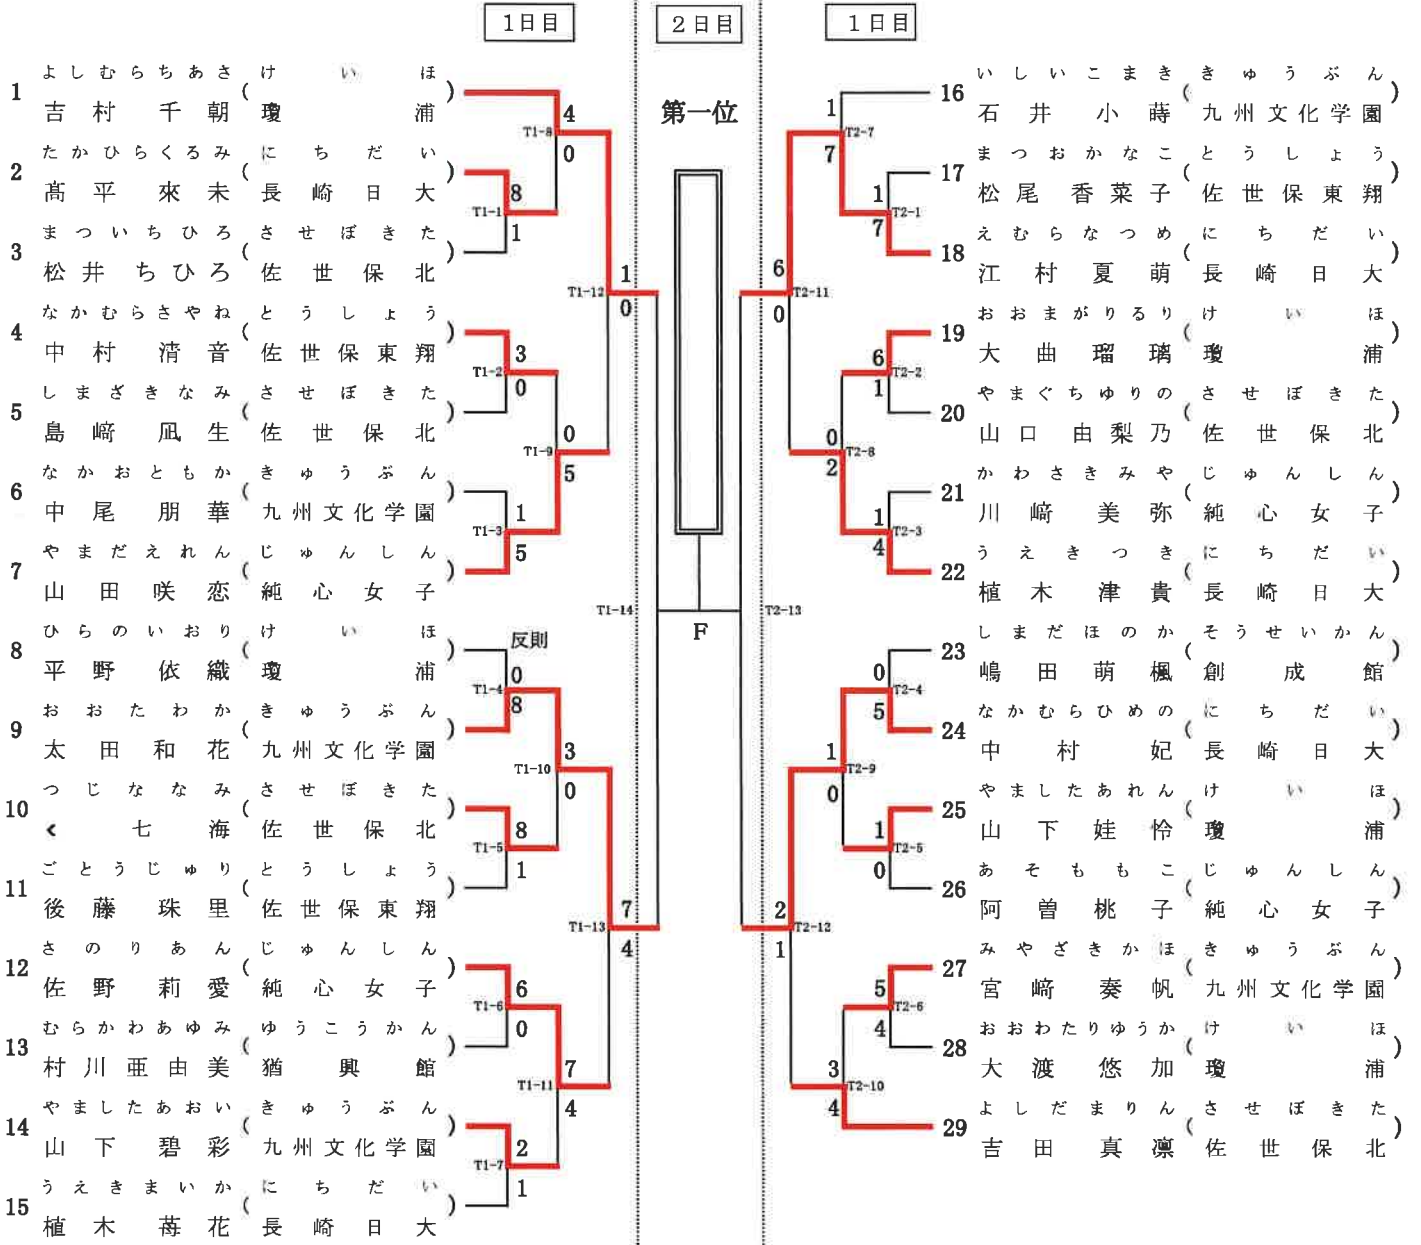 1日目
2日目
1日目
第一位
F
よしむらちあさ けいほ
1 吉村千朝 (瓊浦)
たかひらくるみ にちだい
2 髙平來未 (長崎日大)
まついちひろ させぼきた
3 松井ちひろ (佐世保北)
なかむらさやね とうしょう
4 中村清音 (佐世保東翔)
しまざきなみ させぼきた
5 島﨑凪生 (佐世保北)
なかおともか きゅうぶん
6 中尾朋華 (九州文化学園)
やまだえれん じゅんしん
7 山田咲恋 (純心女子)
ひらのいおり けいほ
8 平野依織 (瓊浦)
おおたわか きゅうぶん
9 太田和花 (九州文化学園)
つじななみ させぼきた
10 七海 (佐世保北)
ごとうじゅり とうしょう
11 後藤珠里 (佐世保東翔)
さのりあん じゅんしん
12 佐野莉愛 (純心女子)
むらかわあゆみ ゆうこうかん
13 村川亜由美 (猶興館)
やましたあおい きゅうぶん
14 山下碧彩 (九州文化学園)
うえきまいか にちだい
15 植木苺花 (長崎日大)
T1-8 4 0
T1-1 8 1
T1-12 1 0
T1-2 3 0
T1-9 0 5
T1-3 1 5
T1-14
反則
T1-4 0 8
T1-10 3 0
T1-5 8 1
T1-13 7 4
T1-6 6 0
T1-11 7 4
T1-7 2 1
1 7 T2-7
1 7 T2-1
6 0 T2-11
6 1 T2-2
0 2 T2-8
1 4 T2-3
T2-13
0 5 T2-4
1 0 T2-9
1 0 T2-5
2 1 T2-12
5 4 T2-6
3 4 T2-10
いしいこまき きゅうぶん
16 石井小蒔 (九州文化学園)
まつおかなこ とうしょう
17 松尾香菜子 (佐世保東翔)
えむらなつめ にちだい
18 江村夏萌 (長崎日大)
おおまがりるり けいほ
19 大曲瑠璃 (瓊浦)
やまぐちゆりの させぼきた
20 山口由梨乃 (佐世保北)
かわさきみや じゅんしん
21 川﨑美弥 (純心女子)
うえきつき にちだい
22 植木津貴 (長崎日大)
しまだほのか そうせいかん
23 嶋田萌楓 (創成館)
なかむらひめの にちだい
24 中村妃 (長崎日大)
やましたあれん けいほ
25 山下娃怜 (瓊浦)
あそももこ じゅんしん
26 阿曽桃子 (純心女子)
みやざきかほ きゅうぶん
27 宮﨑奏帆 (九州文化学園)
おおわたりゆうか けいほ
28 大渡悠加 (瓊浦)
よしだまりん させぼきた
29 吉田真凛 (佐世保北)